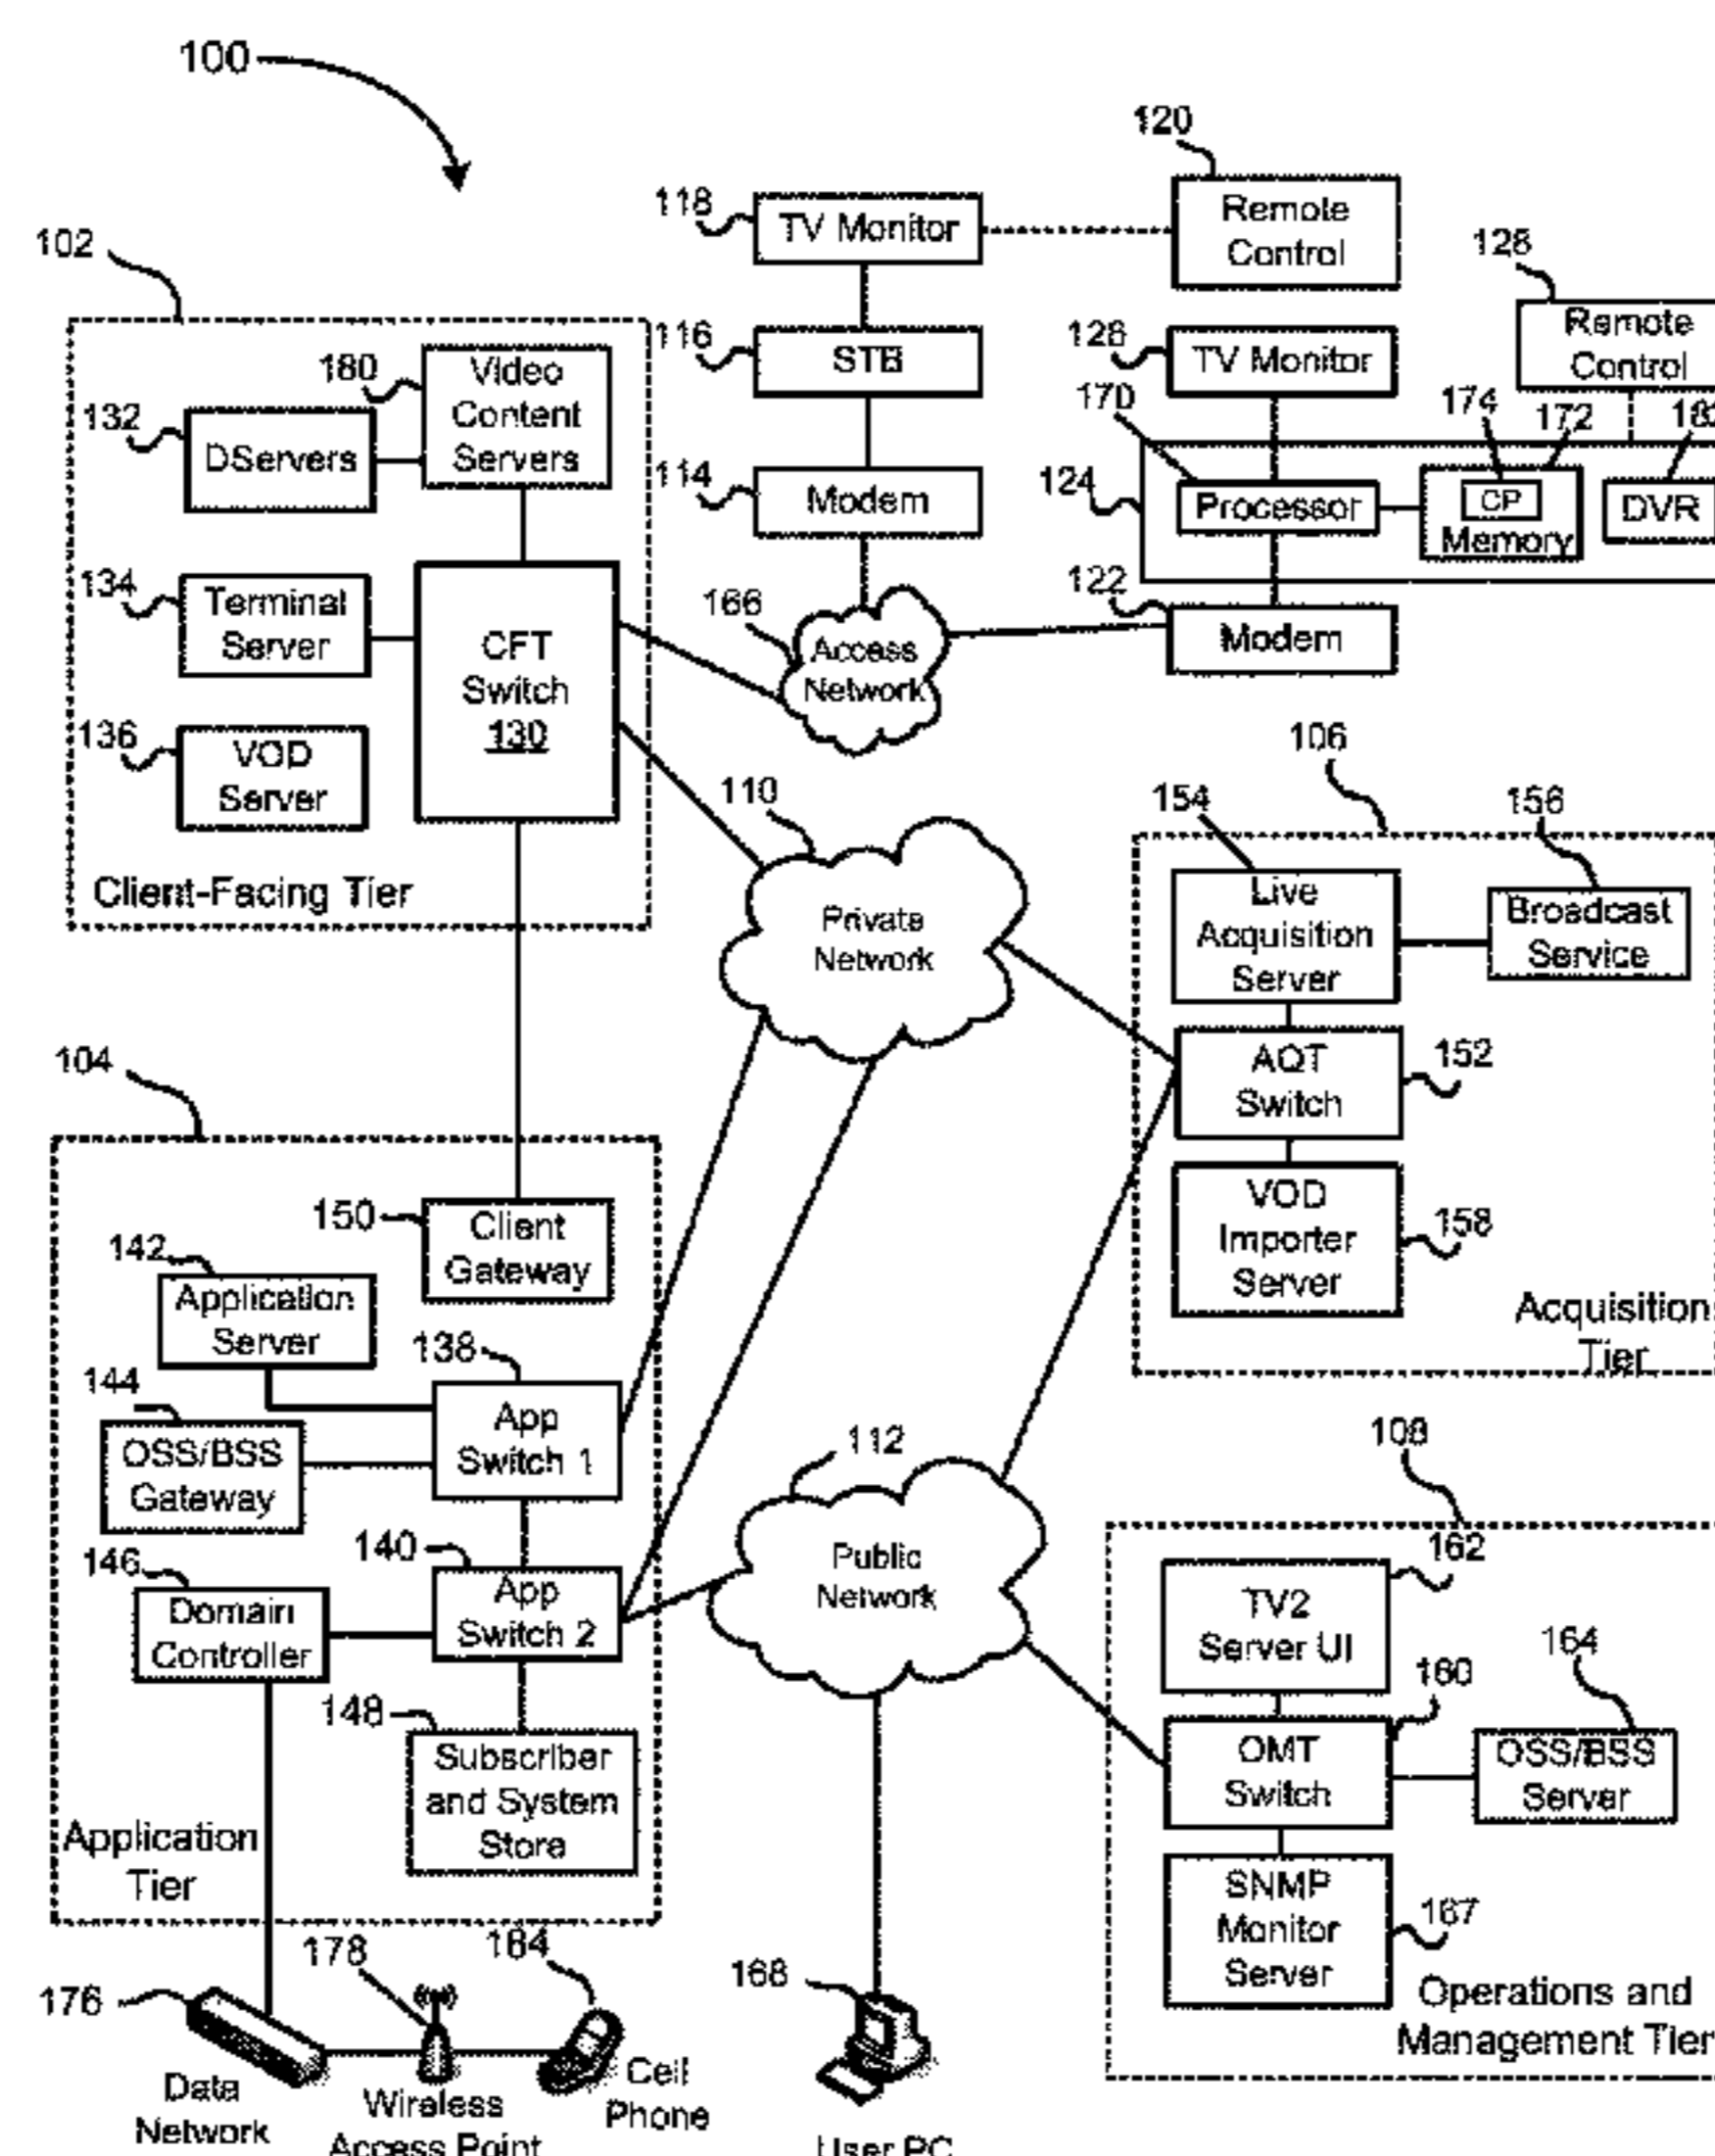 100
120
118
TV Monitor
Remote
Control
102
128
116
STB
126
TV Monitor
Remote
Control
180
Video
Content
Servers
132
DServers
170
174
172
114
Modem
124
Processor
CP
Memory
DVR
134
Terminal
Server
CFT
Switch
130
166
Access
Network
122
Modem
136
VOD
Server
Client-Facing Tier
110
Private
Network
106
154
156
Live
Acquisition
Server
Broadcast
Service
AQT
Switch
152
VOD
Importer
Server
158
Acquisition
Tier
104
150
Client
Gateway
142
Application
Server
138
App
Switch 1
144
OSS/BSS
Gateway
140
App
Switch 2
146
Domain
Controller
148
Subscriber
and System
Store
Application
Tier
112
Public
Network
108
162
TV2
Server UI
160
164
OMT
Switch
OSS/BSS
Server
SNMP
Monitor
Server
167
Operations and
Management Tier
176
178
184
168
Data
Network
Wireless
Access Point
Cell
Phone
User PC